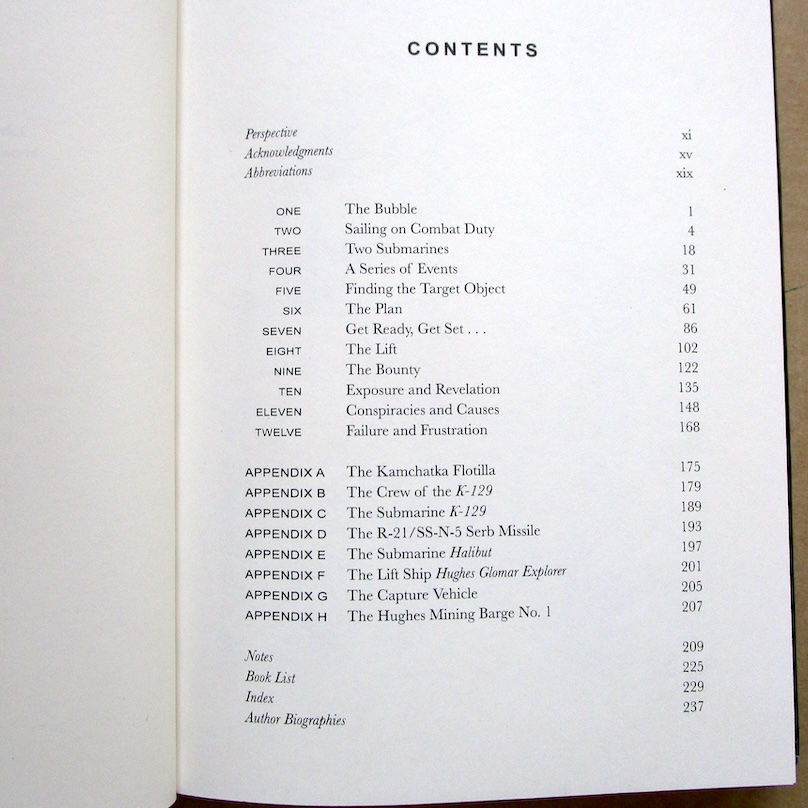 CONTENTS
Perspective xi
Acknowledgments xv
Abbreviations xix
ONE The Bubble 1
TWO Sailing on Combat Duty 4
THREE Two Submarines 18
FOUR A Series of Events 31
FIVE Finding the Target Object 49
SIX The Plan 61
SEVEN Get Ready, Get Set . . . 86
EIGHT The Lift 102
NINE The Bounty 122
TEN Exposure and Revelation 135
ELEVEN Conspiracies and Causes 148
TWELVE Failure and Frustration 168
APPENDIX A The Kamchatka Flotilla 175
APPENDIX B The Crew of the K-129 179
APPENDIX C The Submarine K-129 189
APPENDIX D The R-21/SS-N-5 Serb Missile 193
APPENDIX E The Submarine Halibut 197
APPENDIX F The Lift Ship Hughes Glomar Explorer 201
APPENDIX G The Capture Vehicle 205
APPENDIX H The Hughes Mining Barge No. 1 207
Notes 209
Book List 225
Index 229
Author Biographies 237